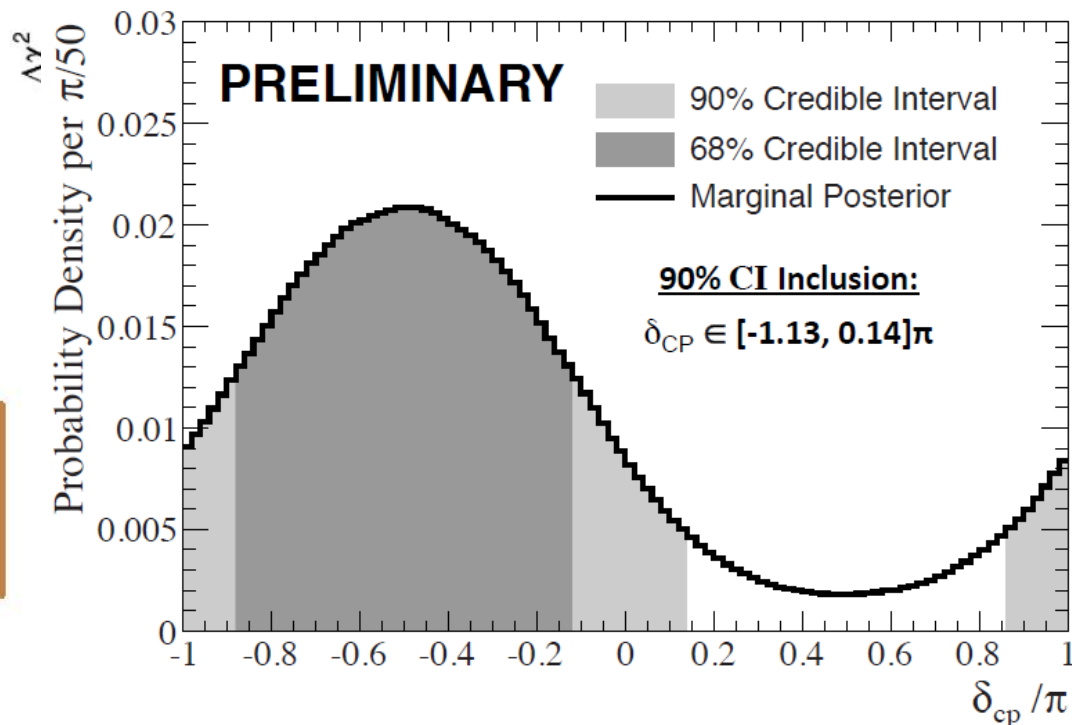 Δχ²
Probability Density per π/50
0.03
0.025
0.02
0.015
0.01
0.005
0
PRELIMINARY
90% Credible Interval
68% Credible Interval
Marginal Posterior
90% CI Inclusion:
δCP ∈ [-1.13, 0.14]π
-1 -0.8 -0.6 -0.4 -0.2 0 0.2 0.4 0.6 0.8 1
δcp /π